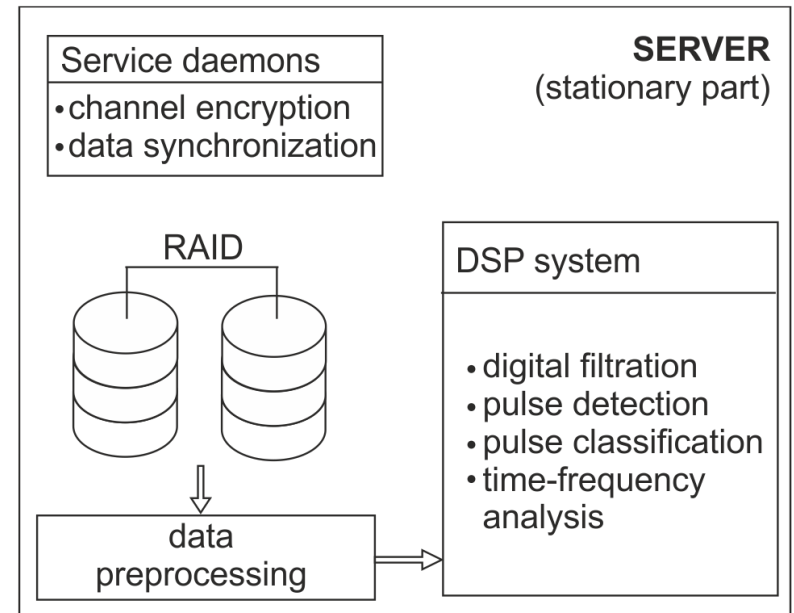 Service daemons
•channel encryption
•data synchronization
SERVER
(stationary part)
RAID
data
preprocessing
DSP system
•digital filtration
•pulse detection
•pulse classification
•time-frequency
analysis